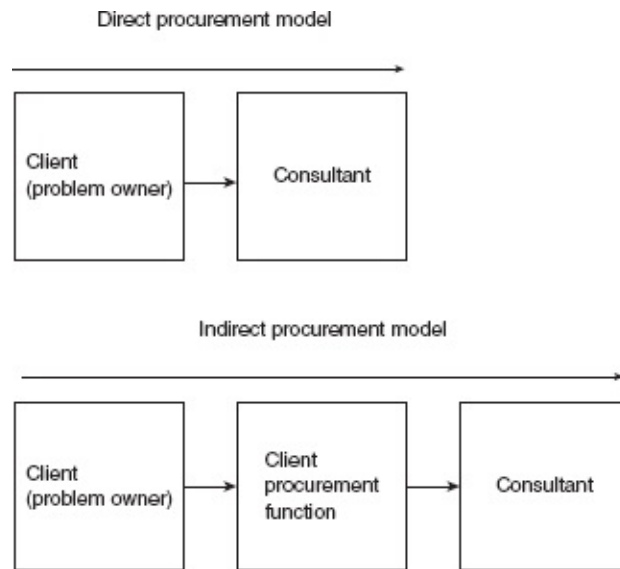 Direct procurement model
Client
(problem owner)
Consultant
Indirect procurement model
Client
(problem owner)
Client
procurement
function
Consultant